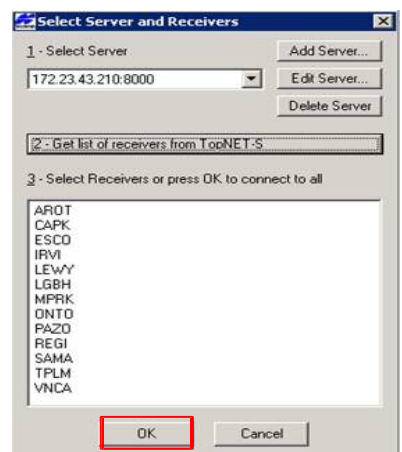 Select Server and Receivers
1 - Select Server
Add Server...
172.23.43.210:8000
Edit Server...
Delete Server
2 - Get list of receivers from TopNET-S
3 - Select Receivers or press OK to connect to all
AROT
CAPK
ESCO
IRVI
LEWY
LGBH
MPRK
ONTO
PAZO
REGI
SAMA
TPLM
VNCA
OK
Cancel